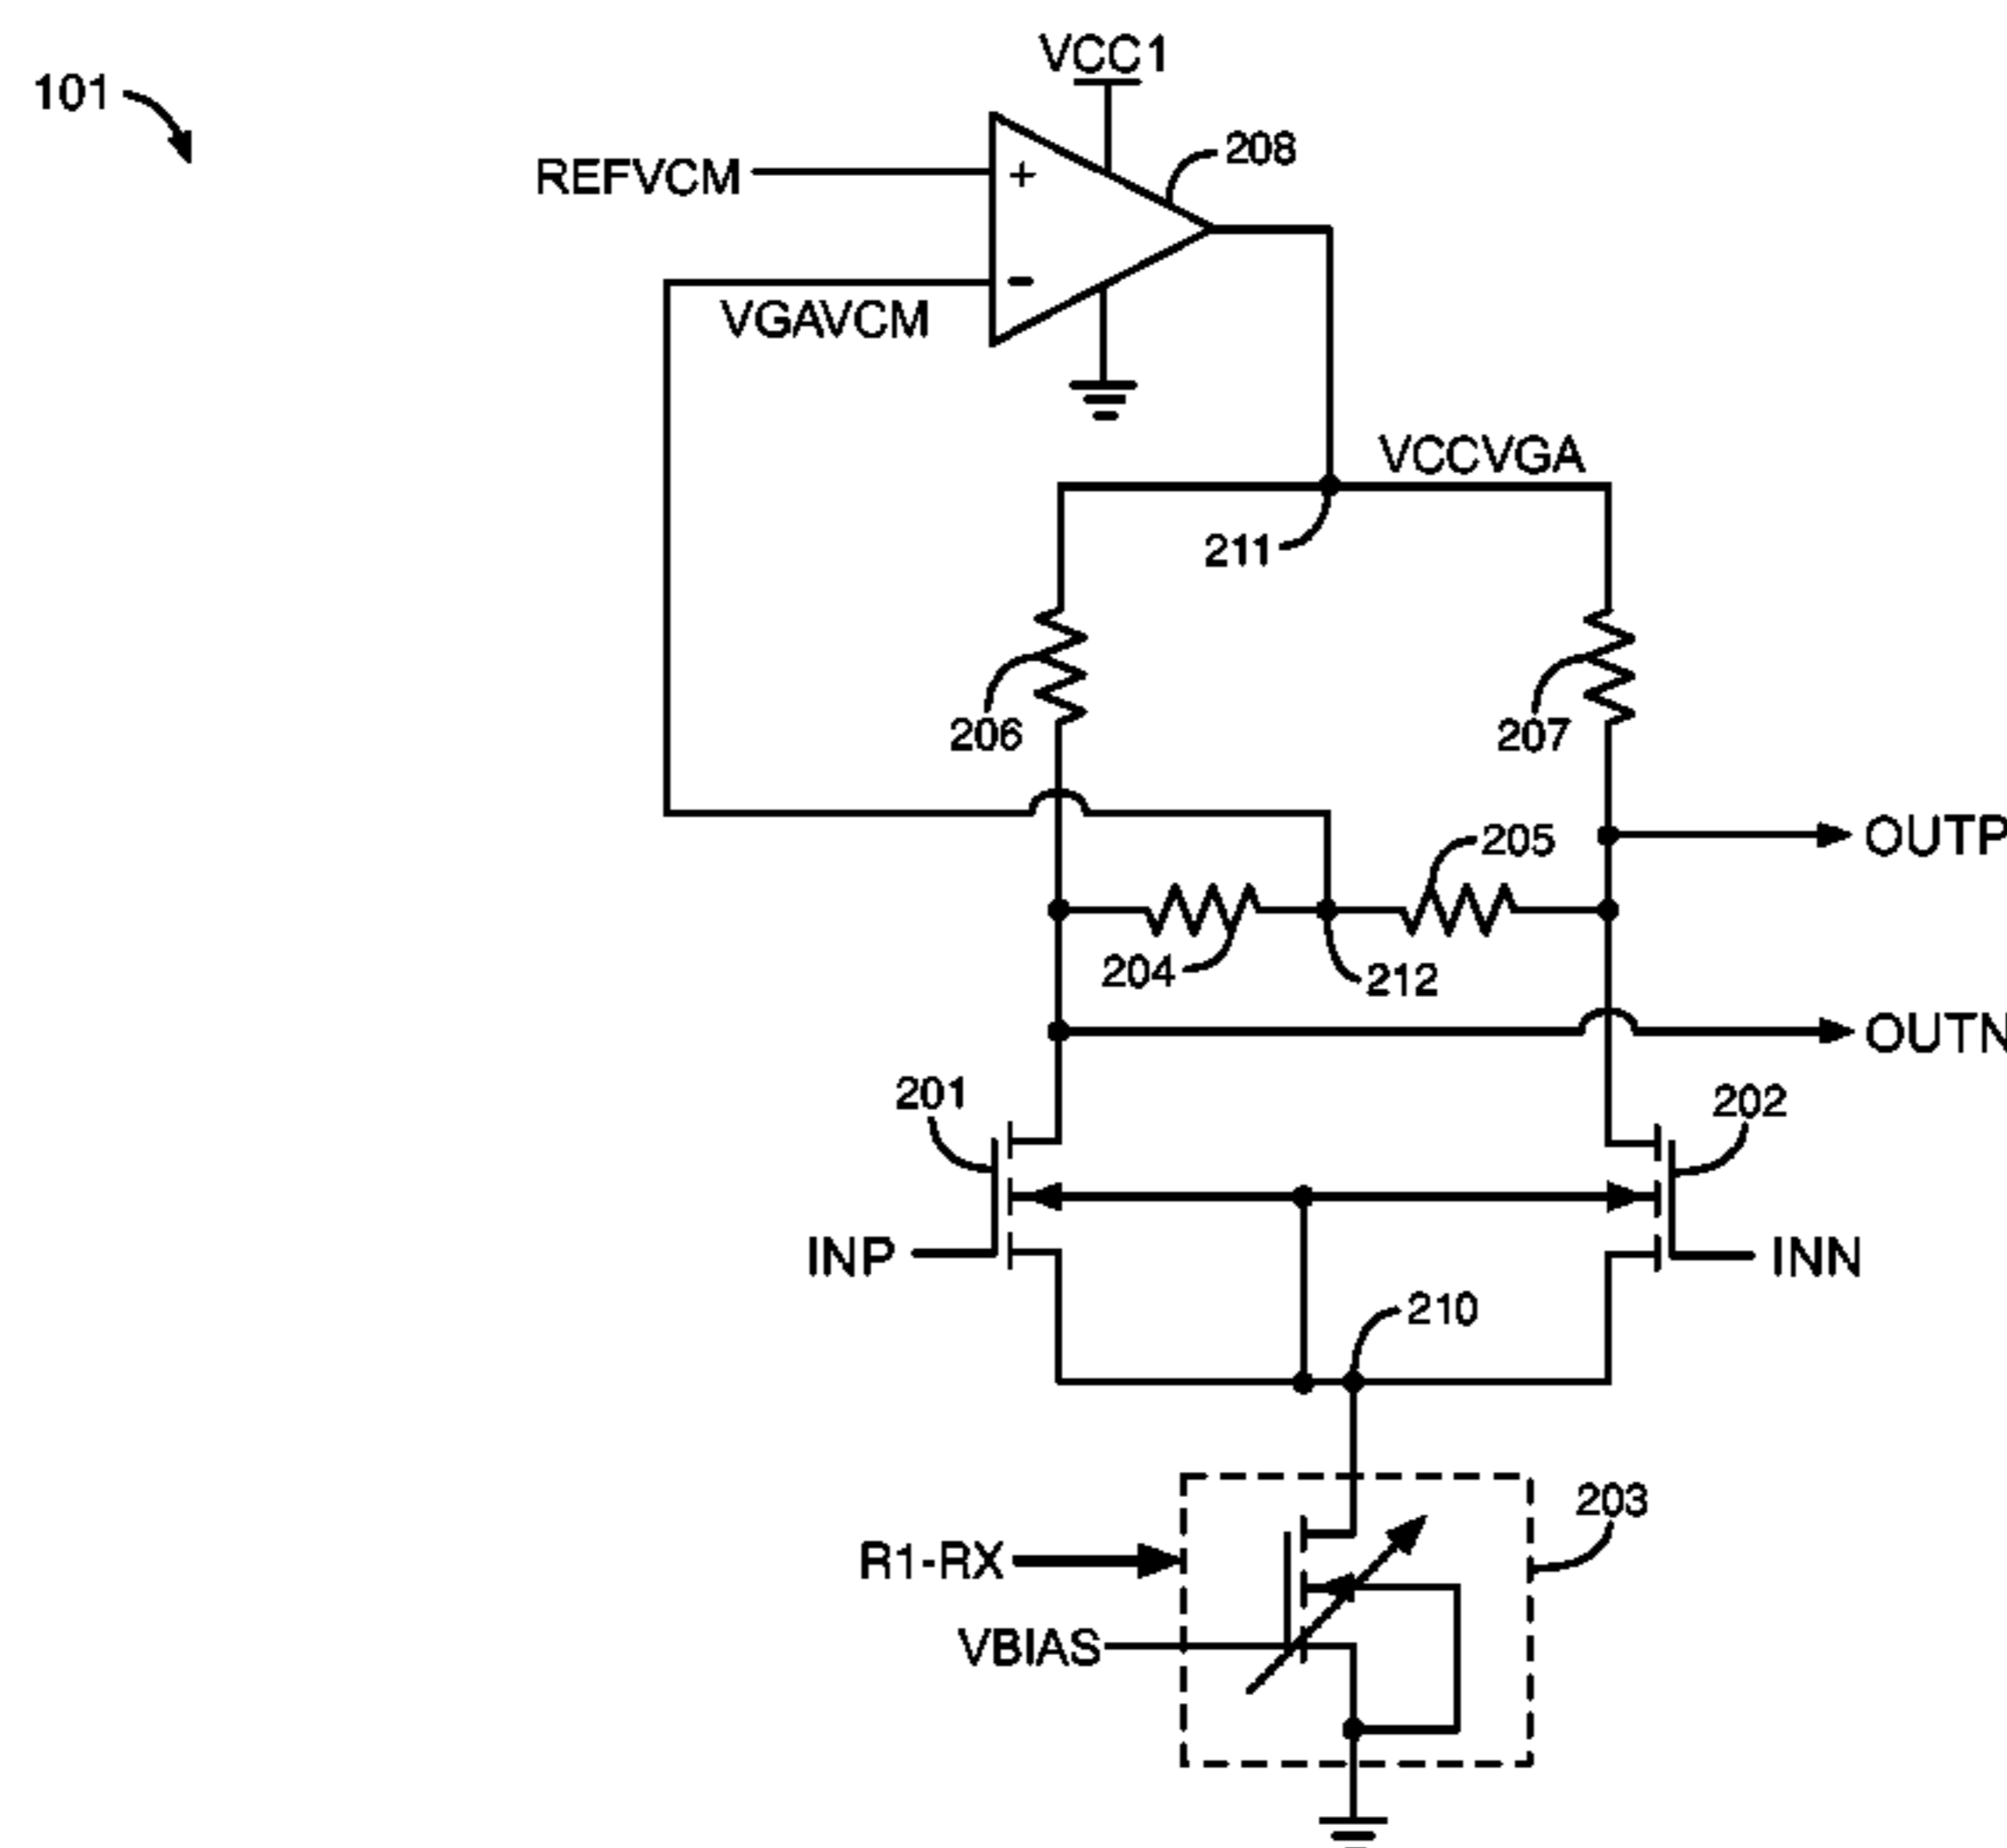 VCC1
101
208
REFVCM
+
-
VGAVCM
VCCVGA
211
206
207
205
OUTP
204
212
OUTN
201
202
INP
INN
210
203
R1-RX
VBIAS